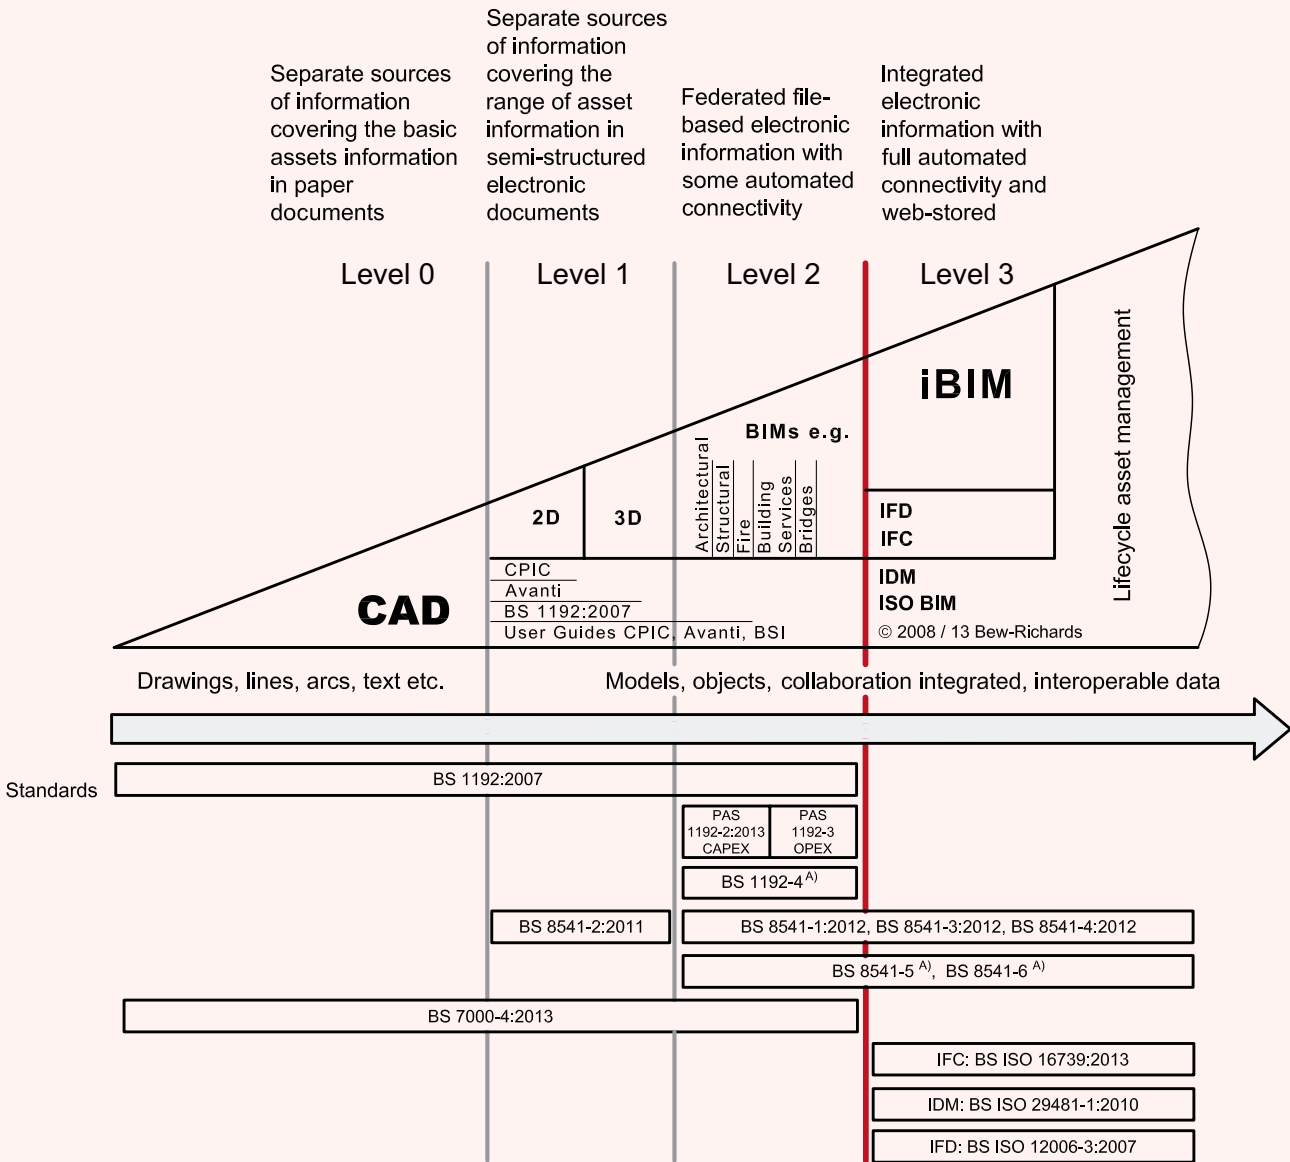 Separate sources
of information
covering the basic
assets information
in paper
documents
Separate sources
of information
covering the
range of asset
information in
semi-structured
electronic
documents
Federated file-
based electronic
information with
some automated
connectivity
Integrated
electronic
information with
full automated
connectivity and
web-stored
Level 0
Level 1
Level 2
Level 3
CAD
2D
3D
CPIC
Avanti
BS 1192:2007
User Guides CPIC, Avanti, BSI
BIMs e.g.
Architectural
Structural
Fire
Building
Services
Bridges
iBIM
IFD
IFC
IDM
ISO BIM
© 2008 / 13 Bew-Richards
Lifecycle asset management
Drawings, lines, arcs, text etc.
Models, objects, collaboration integrated, interoperable data
Standards
BS 1192:2007
PAS
1192-2:2013
CAPEX
PAS
1192-3
OPEX
BS 1192-4 A)
BS 8541-2:2011
BS 8541-1:2012, BS 8541-3:2012, BS 8541-4:2012
BS 8541-5 A), BS 8541-6 A)
BS 7000-4:2013
IFC: BS ISO 16739:2013
IDM: BS ISO 29481-1:2010
IFD: BS ISO 12006-3:2007